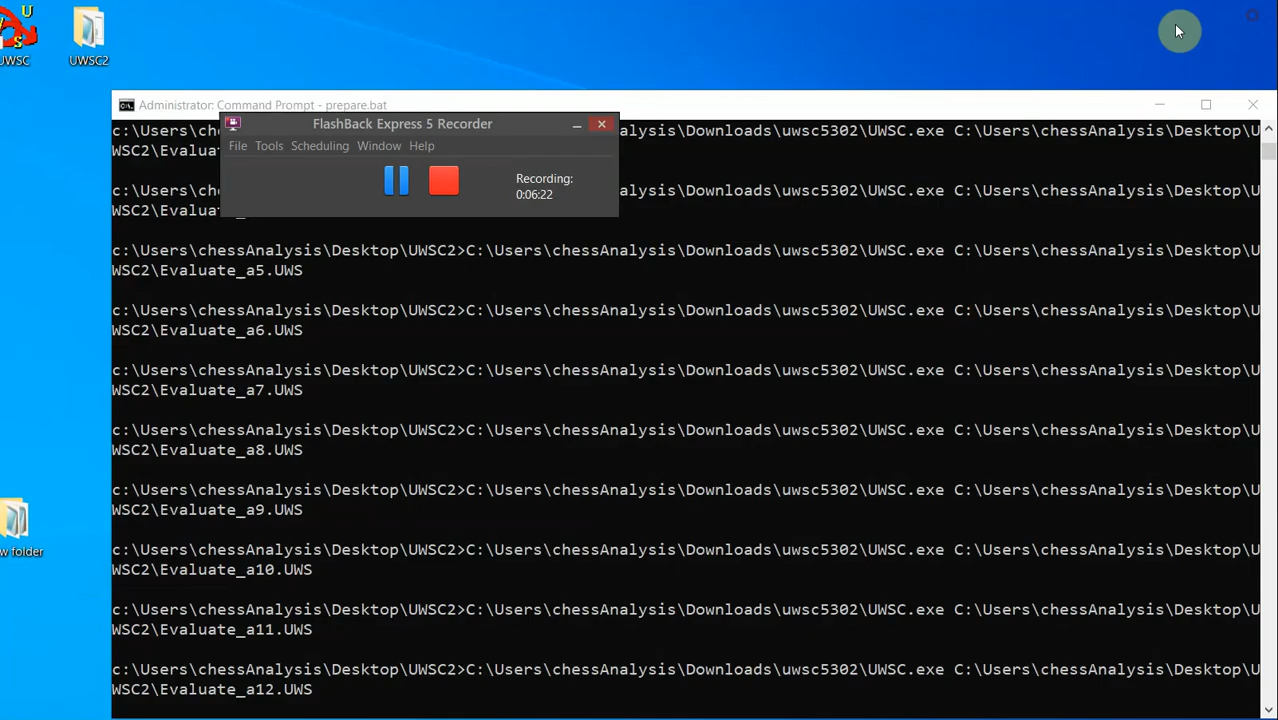 U
S
UWSC
UWSC2
Administrator: Command Prompt - prepare.bat
FlashBack Express 5 Recorder
File Tools Scheduling Window Help
Recording:
0:06:22
c:\Users\che
Analysis\Downloads\uwsc5302\UWSC.exe C:\Users\chessAnalysis\Desktop\U
WSC2\Evaluat
Analysis\Downloads\uwsc5302\UWSC.exe C:\Users\chessAnalysis\Desktop\U
c:\Users\chessAnalysis\Desktop\UWSC2>C:\Users\chessAnalysis\Downloads\uwsc5302\UWSC.exe C:\Users\chessAnalysis\Desktop\U
WSC2\Evaluate_a5.UWS
c:\Users\chessAnalysis\Desktop\UWSC2>C:\Users\chessAnalysis\Downloads\uwsc5302\UWSC.exe C:\Users\chessAnalysis\Desktop\U
WSC2\Evaluate_a6.UWS
c:\Users\chessAnalysis\Desktop\UWSC2>C:\Users\chessAnalysis\Downloads\uwsc5302\UWSC.exe C:\Users\chessAnalysis\Desktop\U
WSC2\Evaluate_a7.UWS
c:\Users\chessAnalysis\Desktop\UWSC2>C:\Users\chessAnalysis\Downloads\uwsc5302\UWSC.exe C:\Users\chessAnalysis\Desktop\U
WSC2\Evaluate_a8.UWS
c:\Users\chessAnalysis\Desktop\UWSC2>C:\Users\chessAnalysis\Downloads\uwsc5302\UWSC.exe C:\Users\chessAnalysis\Desktop\U
WSC2\Evaluate_a9.UWS
c:\Users\chessAnalysis\Desktop\UWSC2>C:\Users\chessAnalysis\Downloads\uwsc5302\UWSC.exe C:\Users\chessAnalysis\Desktop\U
WSC2\Evaluate_a10.UWS
w folder
c:\Users\chessAnalysis\Desktop\UWSC2>C:\Users\chessAnalysis\Downloads\uwsc5302\UWSC.exe C:\Users\chessAnalysis\Desktop\U
WSC2\Evaluate_a11.UWS
c:\Users\chessAnalysis\Desktop\UWSC2>C:\Users\chessAnalysis\Downloads\uwsc5302\UWSC.exe C:\Users\chessAnalysis\Desktop\U
WSC2\Evaluate_a12.UWS